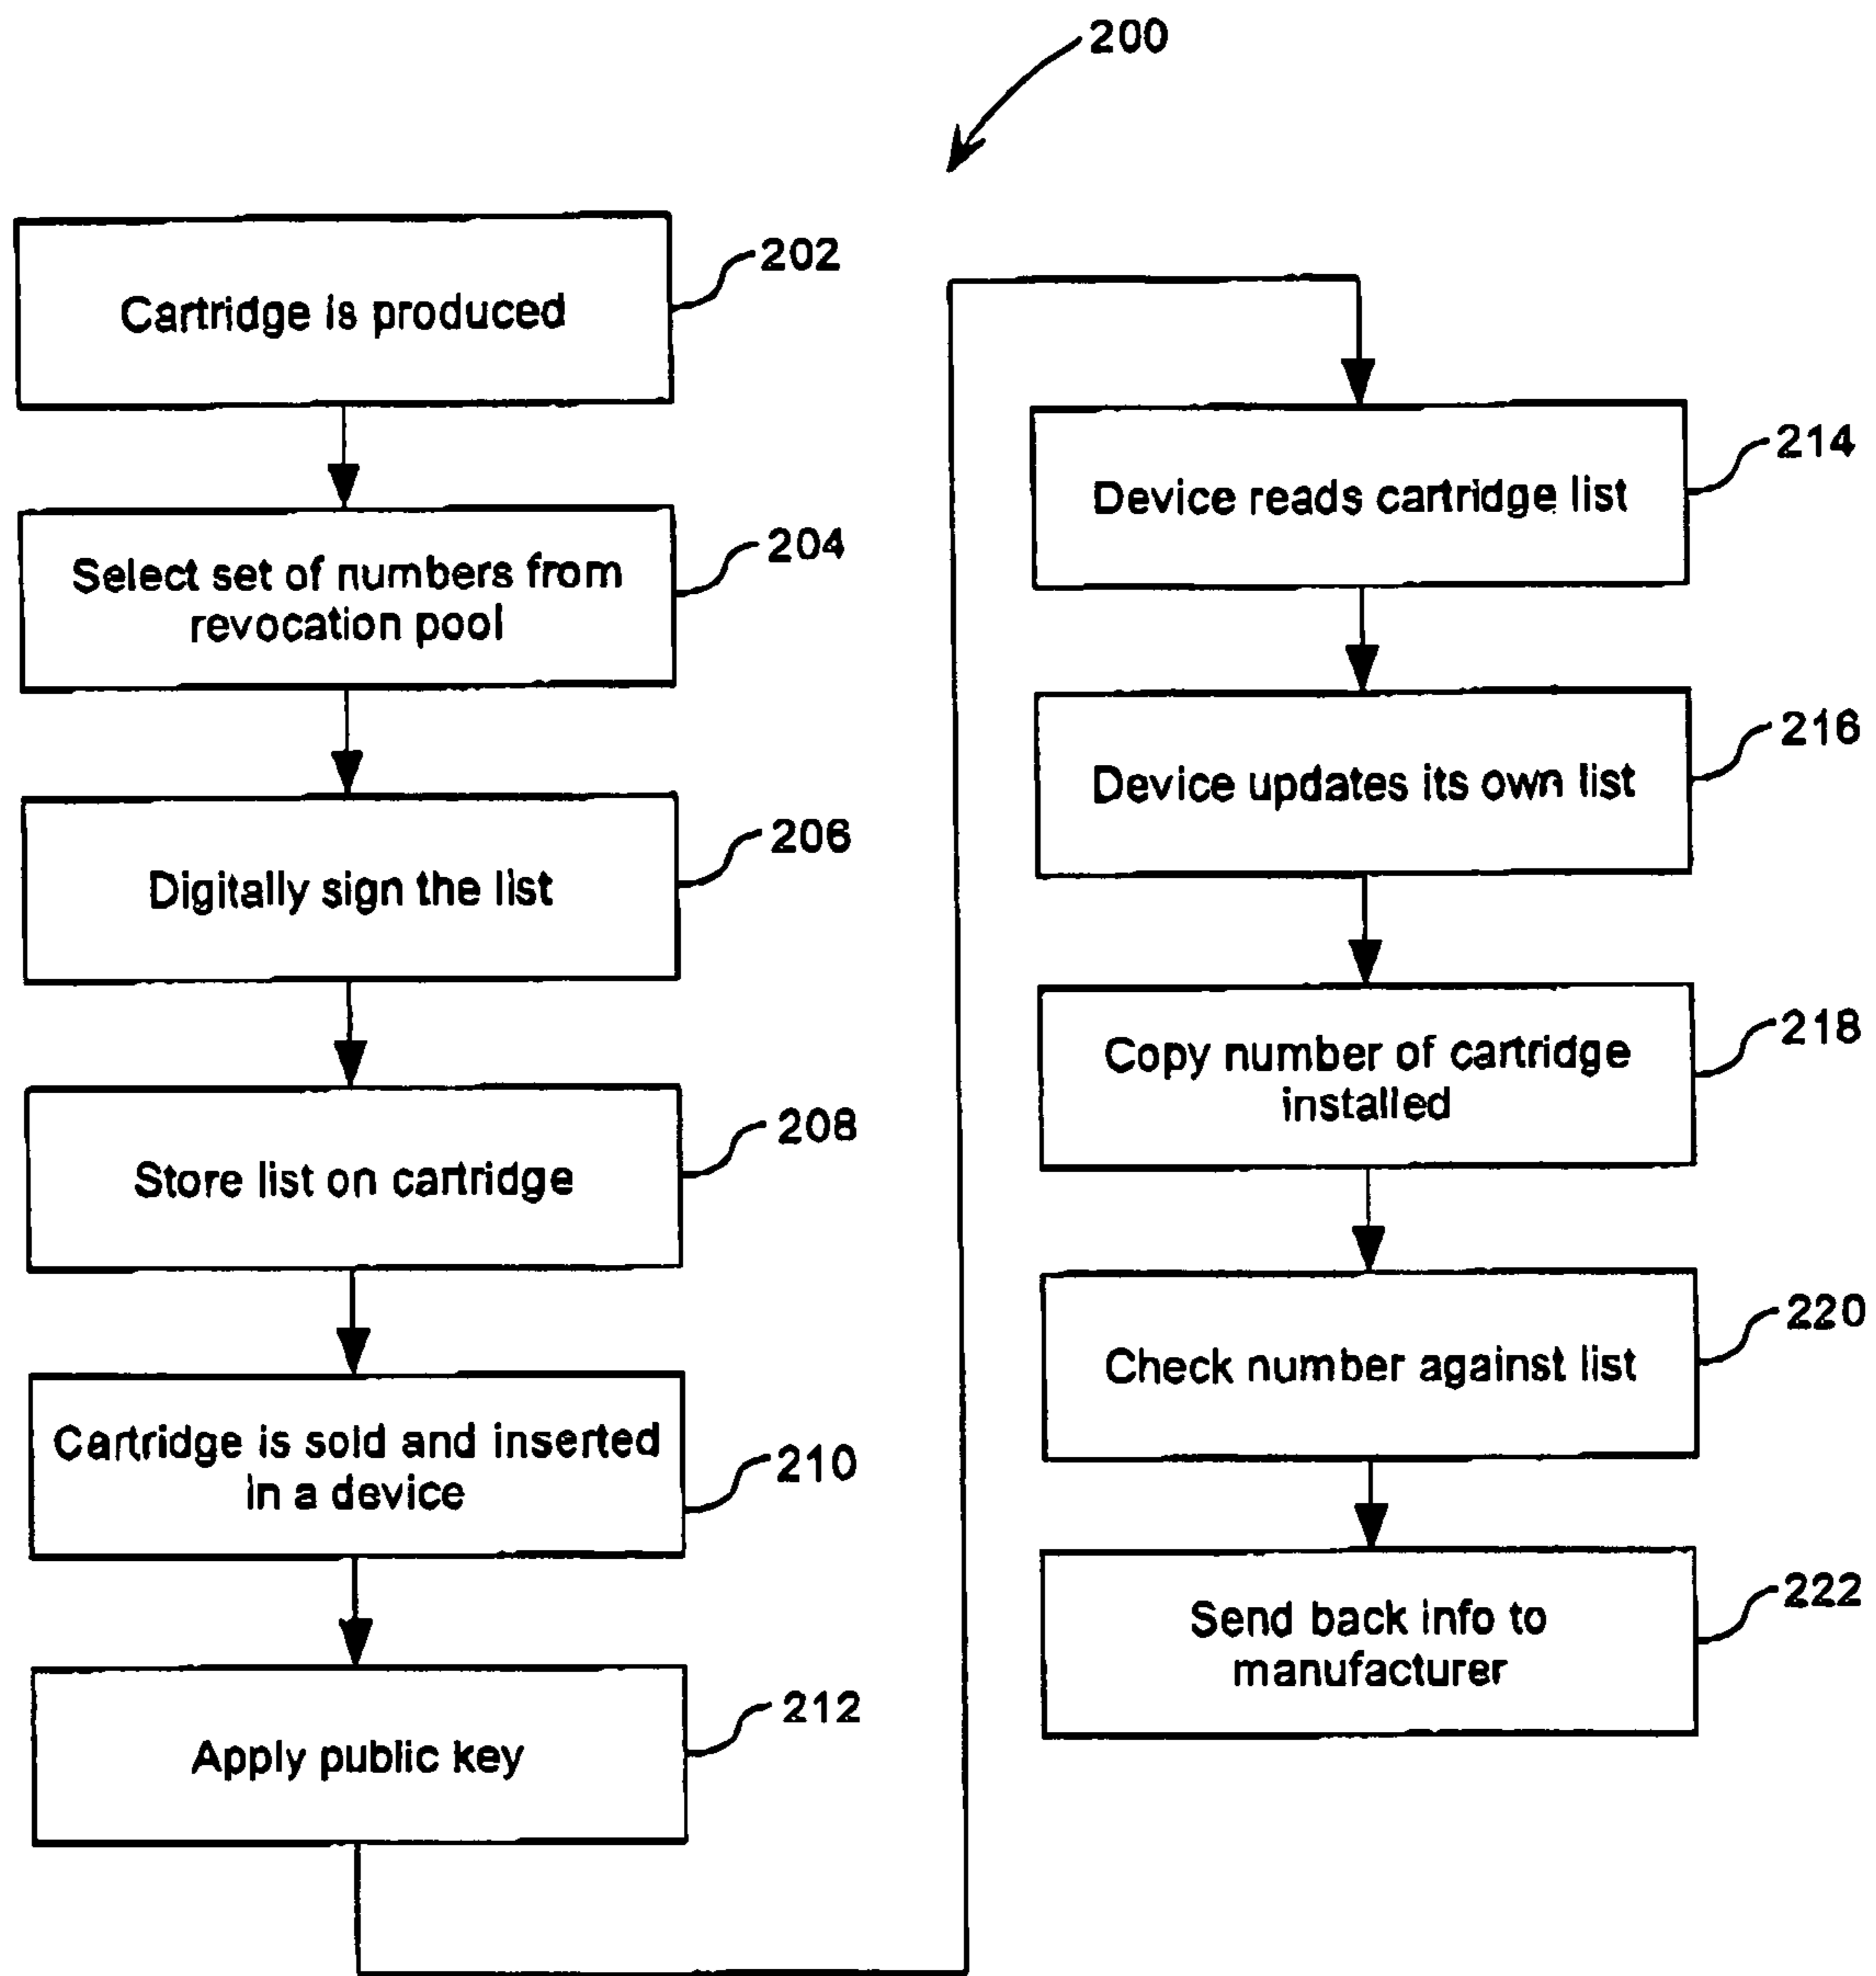 200
Cartridge is produced
202
Select set of numbers from
revocation pool
204
Digitally sign the list
206
Store list on cartridge
208
Cartridge is sold and inserted
in a device
210
Apply public key
212
Device reads cartridge list
214
Device updates its own list
216
Copy number of cartridge
installed
218
Check number against list
220
Send back info to
manufacturer
222